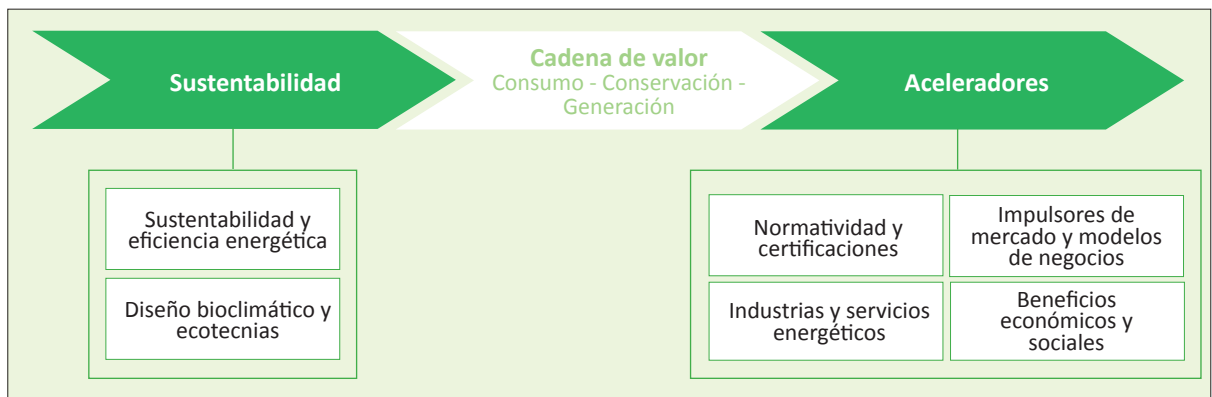 Sustentabilidad
Cadena de valor
Consumo - Conservación -
Generación
Aceleradores
Sustentabilidad y
eficiencia energética
Diseño bioclimático y
ecotecnias
Normatividad y
certificaciones
Impulsores de
mercado y modelos
de negocios
Industrias y servicios
energéticos
Beneficios
económicos y
sociales